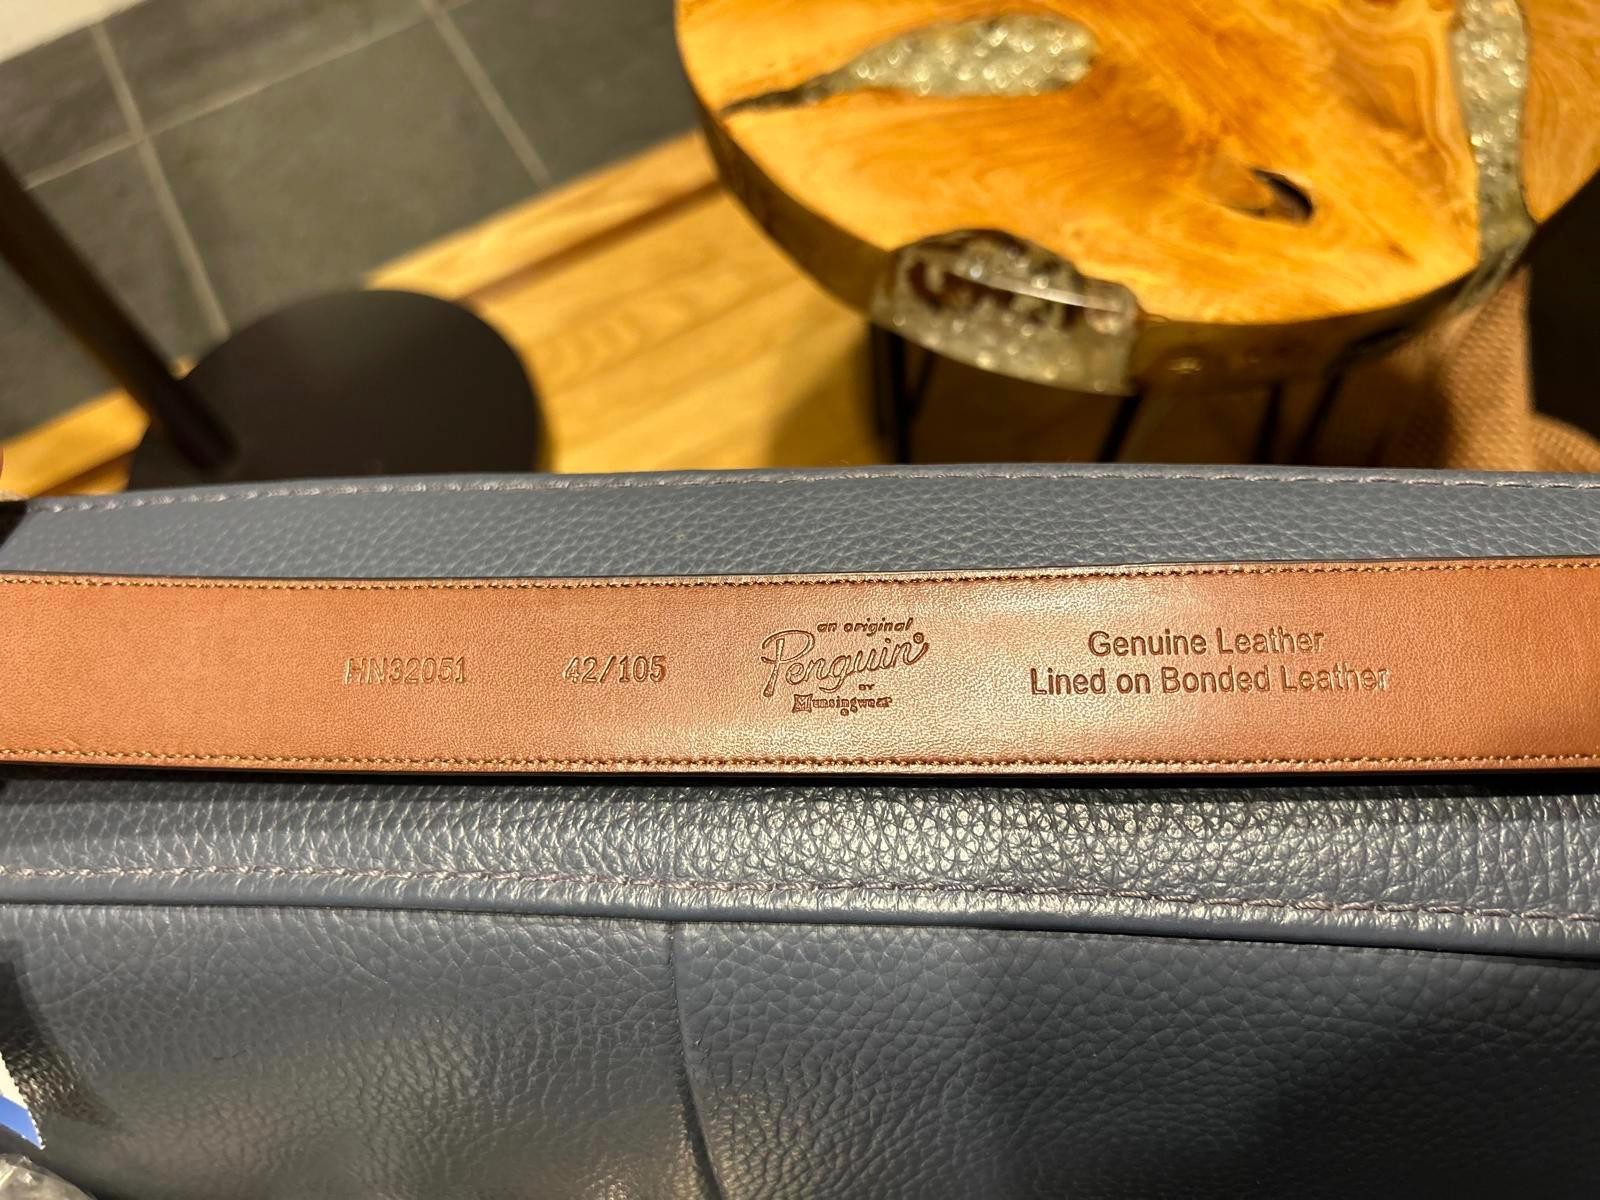 HN32051
42/105
an original
Penguin®
BY
Munsingwear
Genuine Leather
Lined on Bonded Leather